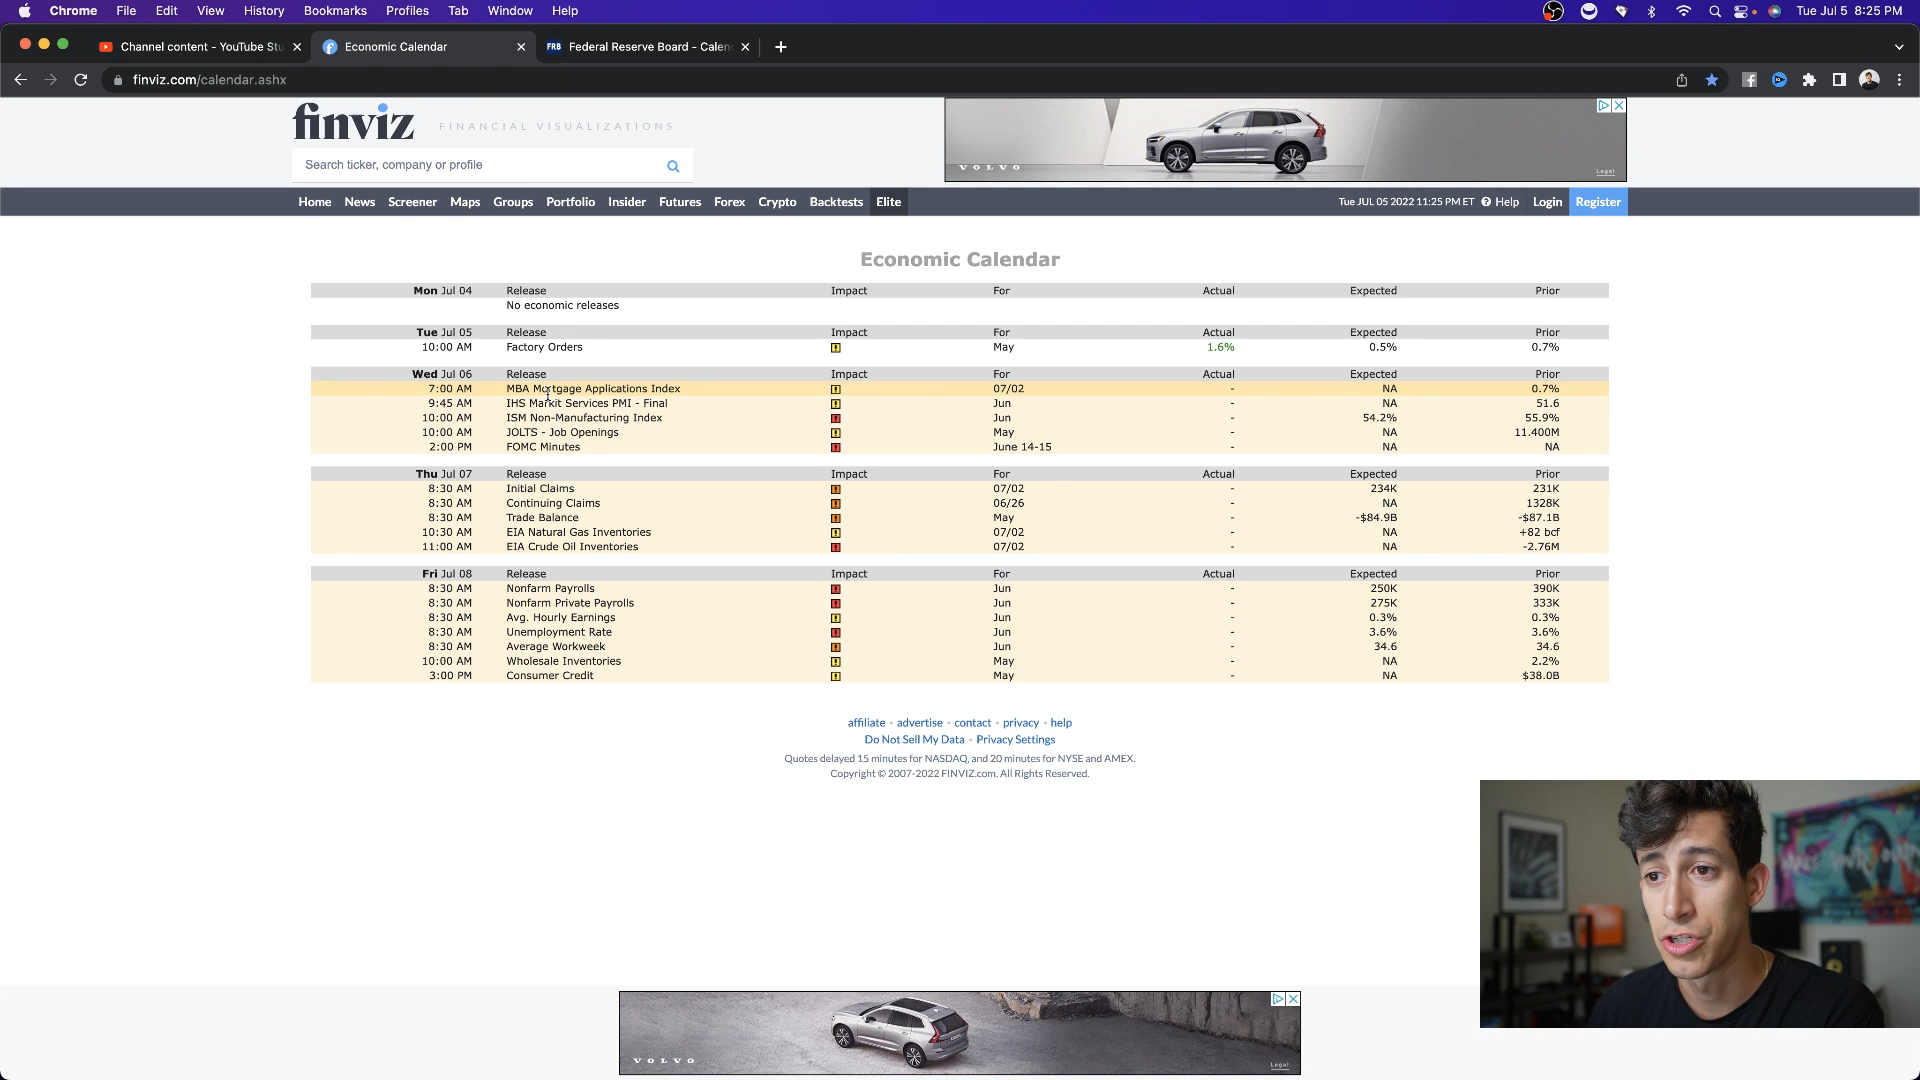 Chrome File Edit View History Bookmarks Profiles Tab Window Help Tue Jul 5 8:25 PM
Channel content - YouTube Stu Economic Calendar FRB Federal Reserve Board - Calen
finviz.com/calendar.ashx
finviz FINANCIAL VISUALIZATIONS
VOLVO
Legal
Search ticker, company or profile
Home News Screener Maps Groups Portfolio Insider Futures Forex Crypto Backtests Elite Tue JUL 05 2022 11:25 PM ET Help Login Register
Economic Calendar
Mon Jul 04 Release Impact For Actual Expected Prior
No economic releases
Tue Jul 05 Release Impact For Actual Expected Prior
10:00 AM Factory Orders May 1.6% 0.5% 0.7%
Wed Jul 06 Release Impact For Actual Expected Prior
7:00 AM MBA Mortgage Applications Index 07/02 - NA 0.7%
9:45 AM IHS Markit Services PMI - Final Jun - NA 51.6
10:00 AM ISM Non-Manufacturing Index Jun - 54.2% 55.9%
10:00 AM JOLTS - Job Openings May - NA 11.400M
2:00 PM FOMC Minutes June 14-15 - NA NA
Thu Jul 07 Release Impact For Actual Expected Prior
8:30 AM Initial Claims 07/02 - 234K 231K
8:30 AM Continuing Claims 06/26 - NA 1328K
8:30 AM Trade Balance May - -$84.9B -$87.1B
10:30 AM EIA Natural Gas Inventories 07/02 - NA +82 bcf
11:00 AM EIA Crude Oil Inventories 07/02 - NA -2.76M
Fri Jul 08 Release Impact For Actual Expected Prior
8:30 AM Nonfarm Payrolls Jun - 250K 390K
8:30 AM Nonfarm Private Payrolls Jun - 275K 333K
8:30 AM Avg. Hourly Earnings Jun - 0.3% 0.3%
8:30 AM Unemployment Rate Jun - 3.6% 3.6%
8:30 AM Average Workweek Jun - 34.6 34.6
10:00 AM Wholesale Inventories May - NA 2.2%
3:00 PM Consumer Credit May - NA $38.0B
affiliate • advertise • contact • privacy • help
Do Not Sell My Data • Privacy Settings
Quotes delayed 15 minutes for NASDAQ, and 20 minutes for NYSE and AMEX.
Copyright © 2007-2022 FINVIZ.com. All Rights Reserved.
VOLVO
Legal